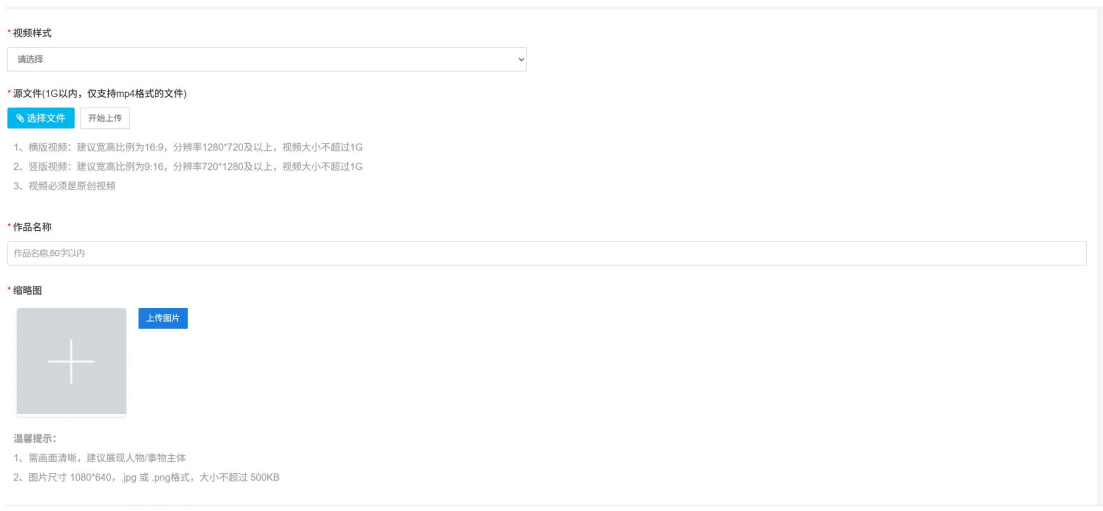 *视频样式
请选择
*源文件(1G以内，仅支持mp4格式的文件)
选择文件 开始上传
1、横版视频：建议宽高比例为16:9，分辨率1280*720及以上，视频大小不超过1G
2、竖版视频：建议宽高比例为9:16，分辨率720*1280及以上，视频大小不超过1G
3、视频必须是原创视频
*作品名称
作品名称,60字以内
*缩略图
上传图片
温馨提示：
1、需画面清晰，建议展现人物/事物主体
2、图片尺寸 1080*640，.jpg 或 .png格式，大小不超过 500KB